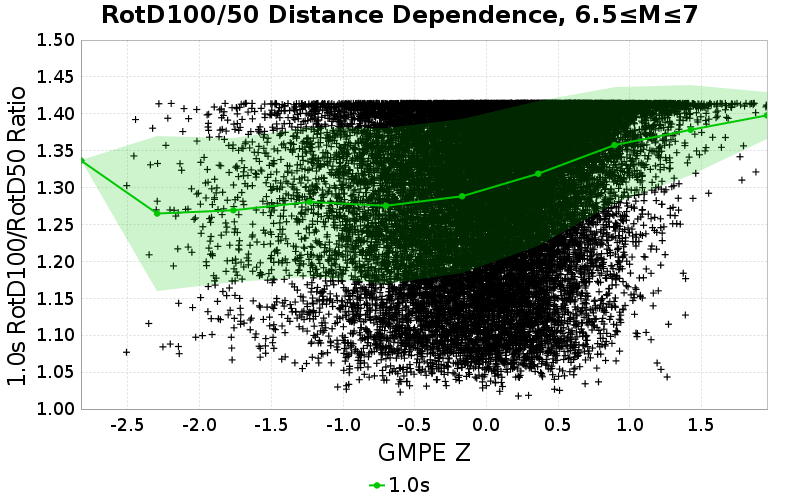 RotD100/50 Distance Dependence, 6.5≤M≤7
1.0s RotD100/RotD50 Ratio
1.50
1.45
1.40
1.35
1.30
1.25
1.20
1.15
1.10
1.05
1.00
-2.5 -2.0 -1.5 -1.0 -0.5 0.0 0.5 1.0 1.5
GMPE Z
1.0s